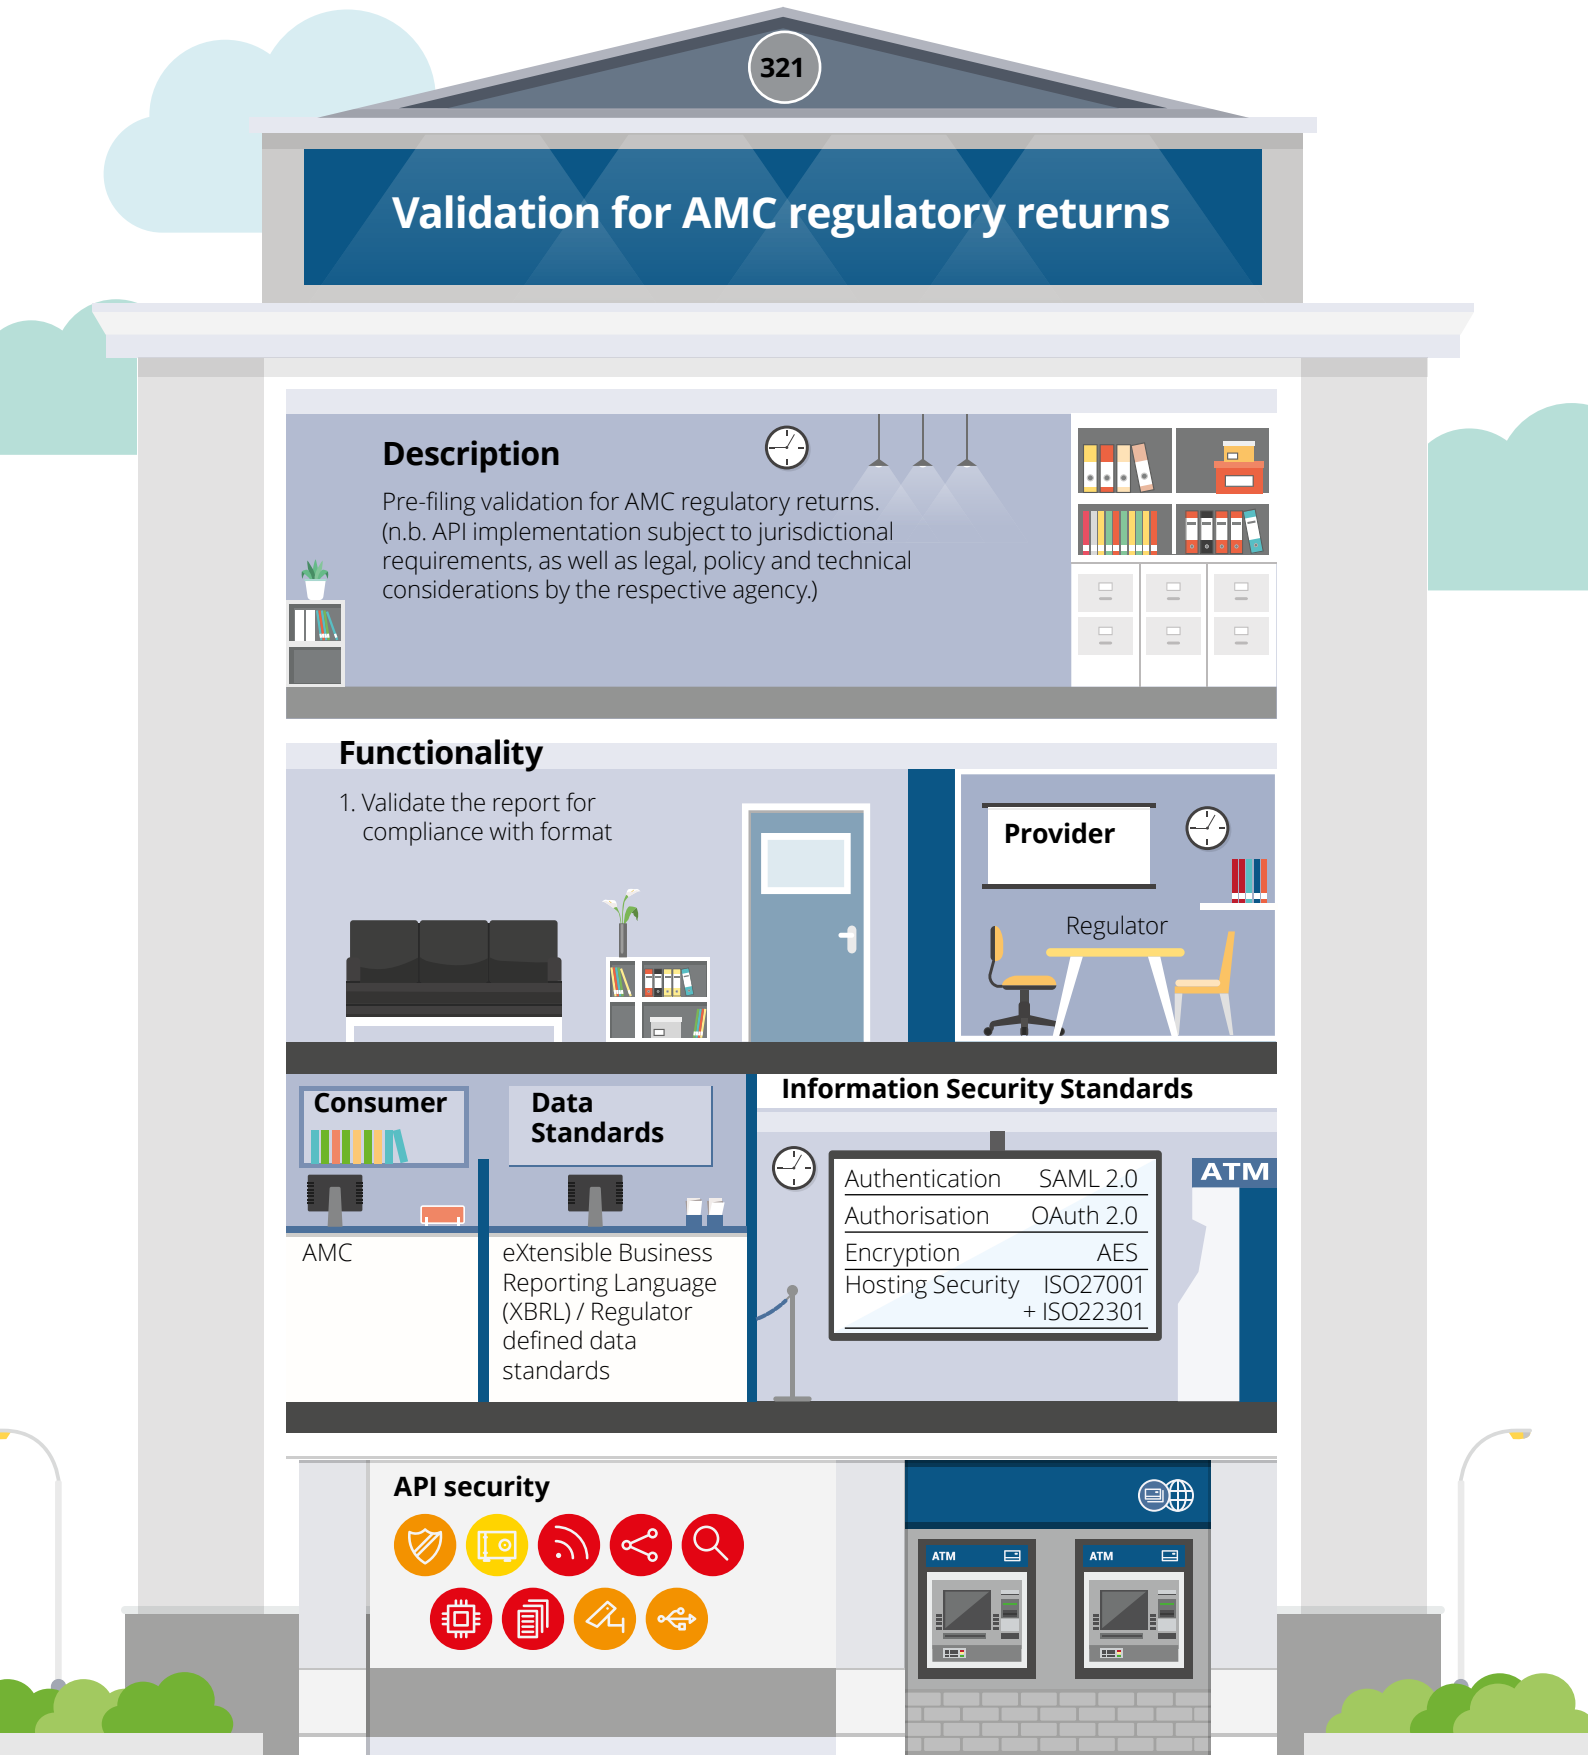 321
Validation for AMC regulatory returns
Description
Pre-filing validation for AMC regulatory returns.
(n.b. API implementation subject to jurisdictional
requirements, as well as legal, policy and technical
considerations by the respective agency.)
Functionality
1. Validate the report for
compliance with format
Provider
Regulator
Consumer
AMC
Data
Standards
eXtensible Business
Reporting Language
(XBRL) / Regulator
defined data
standards
Information Security Standards
Authentication SAML 2.0
Authorisation OAuth 2.0
Encryption AES
Hosting Security ISO27001
+ ISO22301
ATM
API security
ATM
ATM